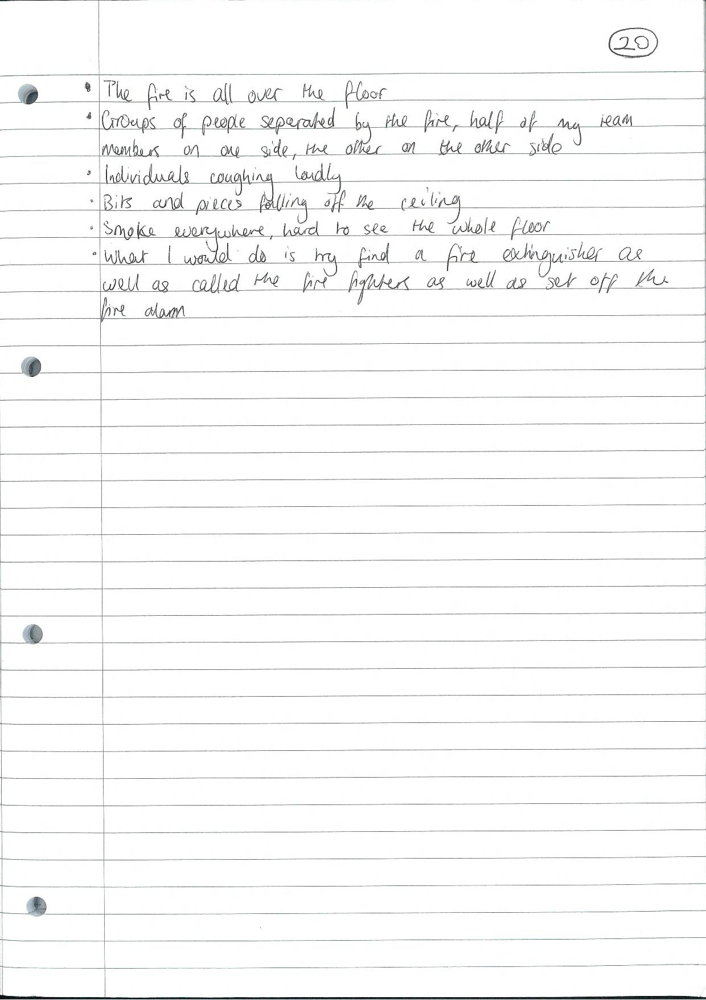 20
• The fire is all over the floor
• Groups of people separated by the fire, half of my team
members on one side, the other on the other side
• Individuals coughing loudly
• Bits and pieces falling off the ceiling
• Smoke everywhere, hard to see the whole floor
• What I would do is try find a fire extinguisher as
well as called the fire fighters as well as set off the
fire alarm